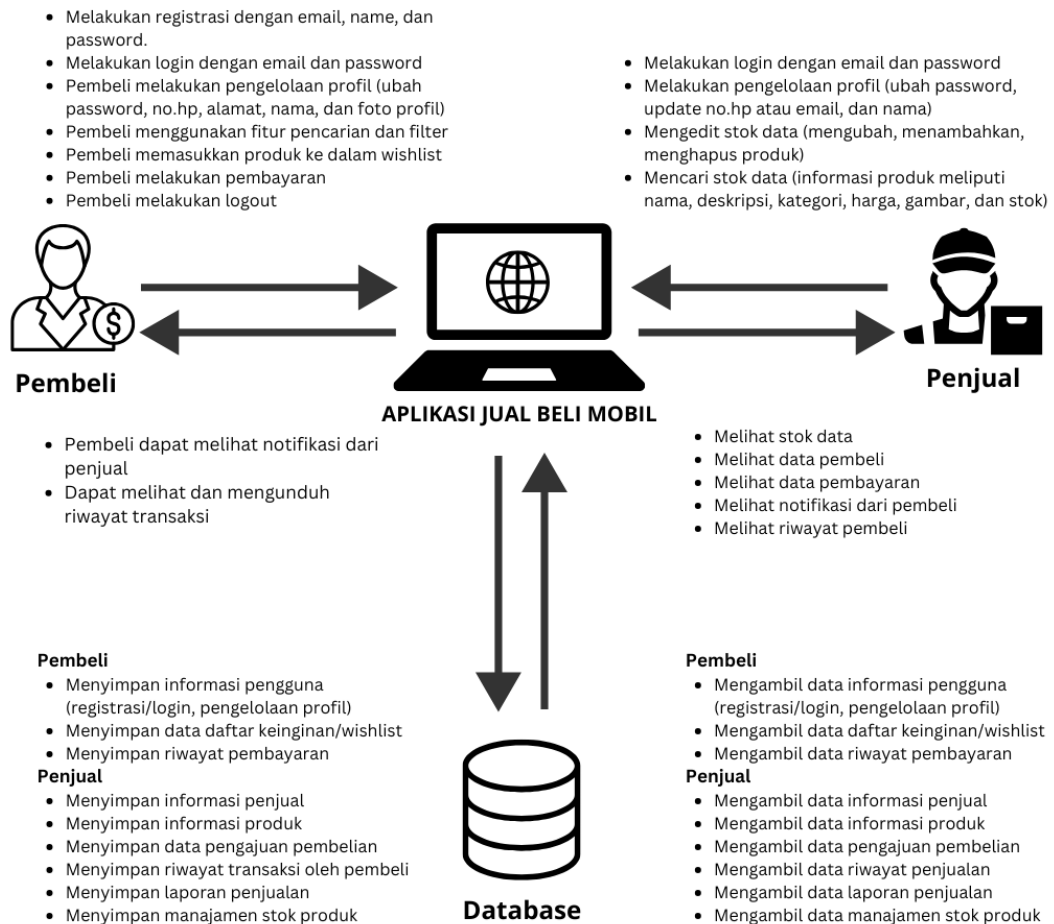 Melakukan registrasi dengan email, name, dan
password.
Melakukan login dengan email dan password
Pembeli melakukan pengelolaan profil (ubah
password, no.hp, alamat, nama, dan foto profil)
Pembeli menggunakan fitur pencarian dan filter
Pembeli memasukkan produk ke dalam wishlist
Pembeli melakukan pembayaran
Pembeli melakukan logout
Melakukan login dengan email dan password
Melakukan pengelolaan profil (ubah password,
update no.hp atau email, dan nama)
Mengedit stok data (mengubah, menambahkan,
menghapus produk)
Mencari stok data (informasi produk meliputi
nama, deskripsi, kategori, harga, gambar, dan stok)
$
Pembeli
APLIKASI JUAL BELI MOBIL
Penjual
Pembeli dapat melihat notifikasi dari
penjual
Dapat melihat dan mengunduh
riwayat transaksi
Melihat stok data
Melihat data pembeli
Melihat data pembayaran
Melihat notifikasi dari pembeli
Melihat riwayat pembeli
Pembeli
Menyimpan informasi pengguna
(registrasi/login, pengelolaan profil)
Menyimpan data daftar keinginan/wishlist
Menyimpan riwayat pembayaran
Penjual
Menyimpan informasi penjual
Menyimpan informasi produk
Menyimpan data pengajuan pembelian
Menyimpan riwayat transaksi oleh pembeli
Menyimpan laporan penjualan
Menyimpan manajemen stok produk
Database
Pembeli
Mengambil data informasi pengguna
(registrasi/login, pengelolaan profil)
Mengambil data daftar keinginan/wishlist
Mengambil data riwayat pembayaran
Penjual
Mengambil data informasi penjual
Mengambil data informasi produk
Mengambil data pengajuan pembelian
Mengambil data riwayat penjualan
Mengambil data laporan penjualan
Mengambil data manajamen stok produk